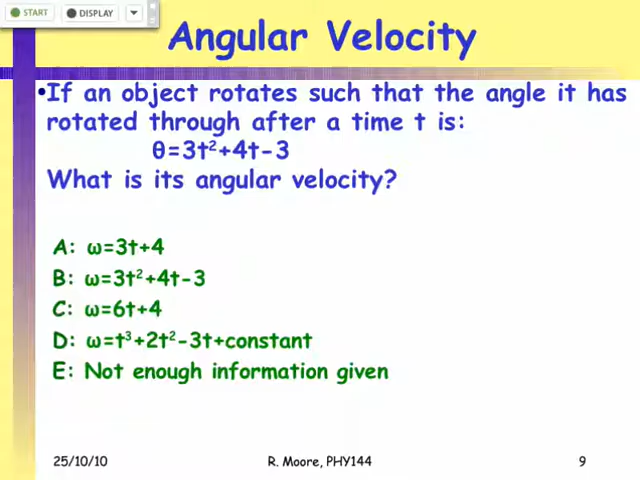 START DISPLAY
Angular Velocity
•If an object rotates such that the angle it has
rotated through after a time t is:
θ=3t²+4t-3
What is its angular velocity?
A: ω=3t+4
B: ω=3t²+4t-3
C: ω=6t+4
D: ω=t³+2t²-3t+constant
E: Not enough information given
25/10/10 R. Moore, PHY144 9